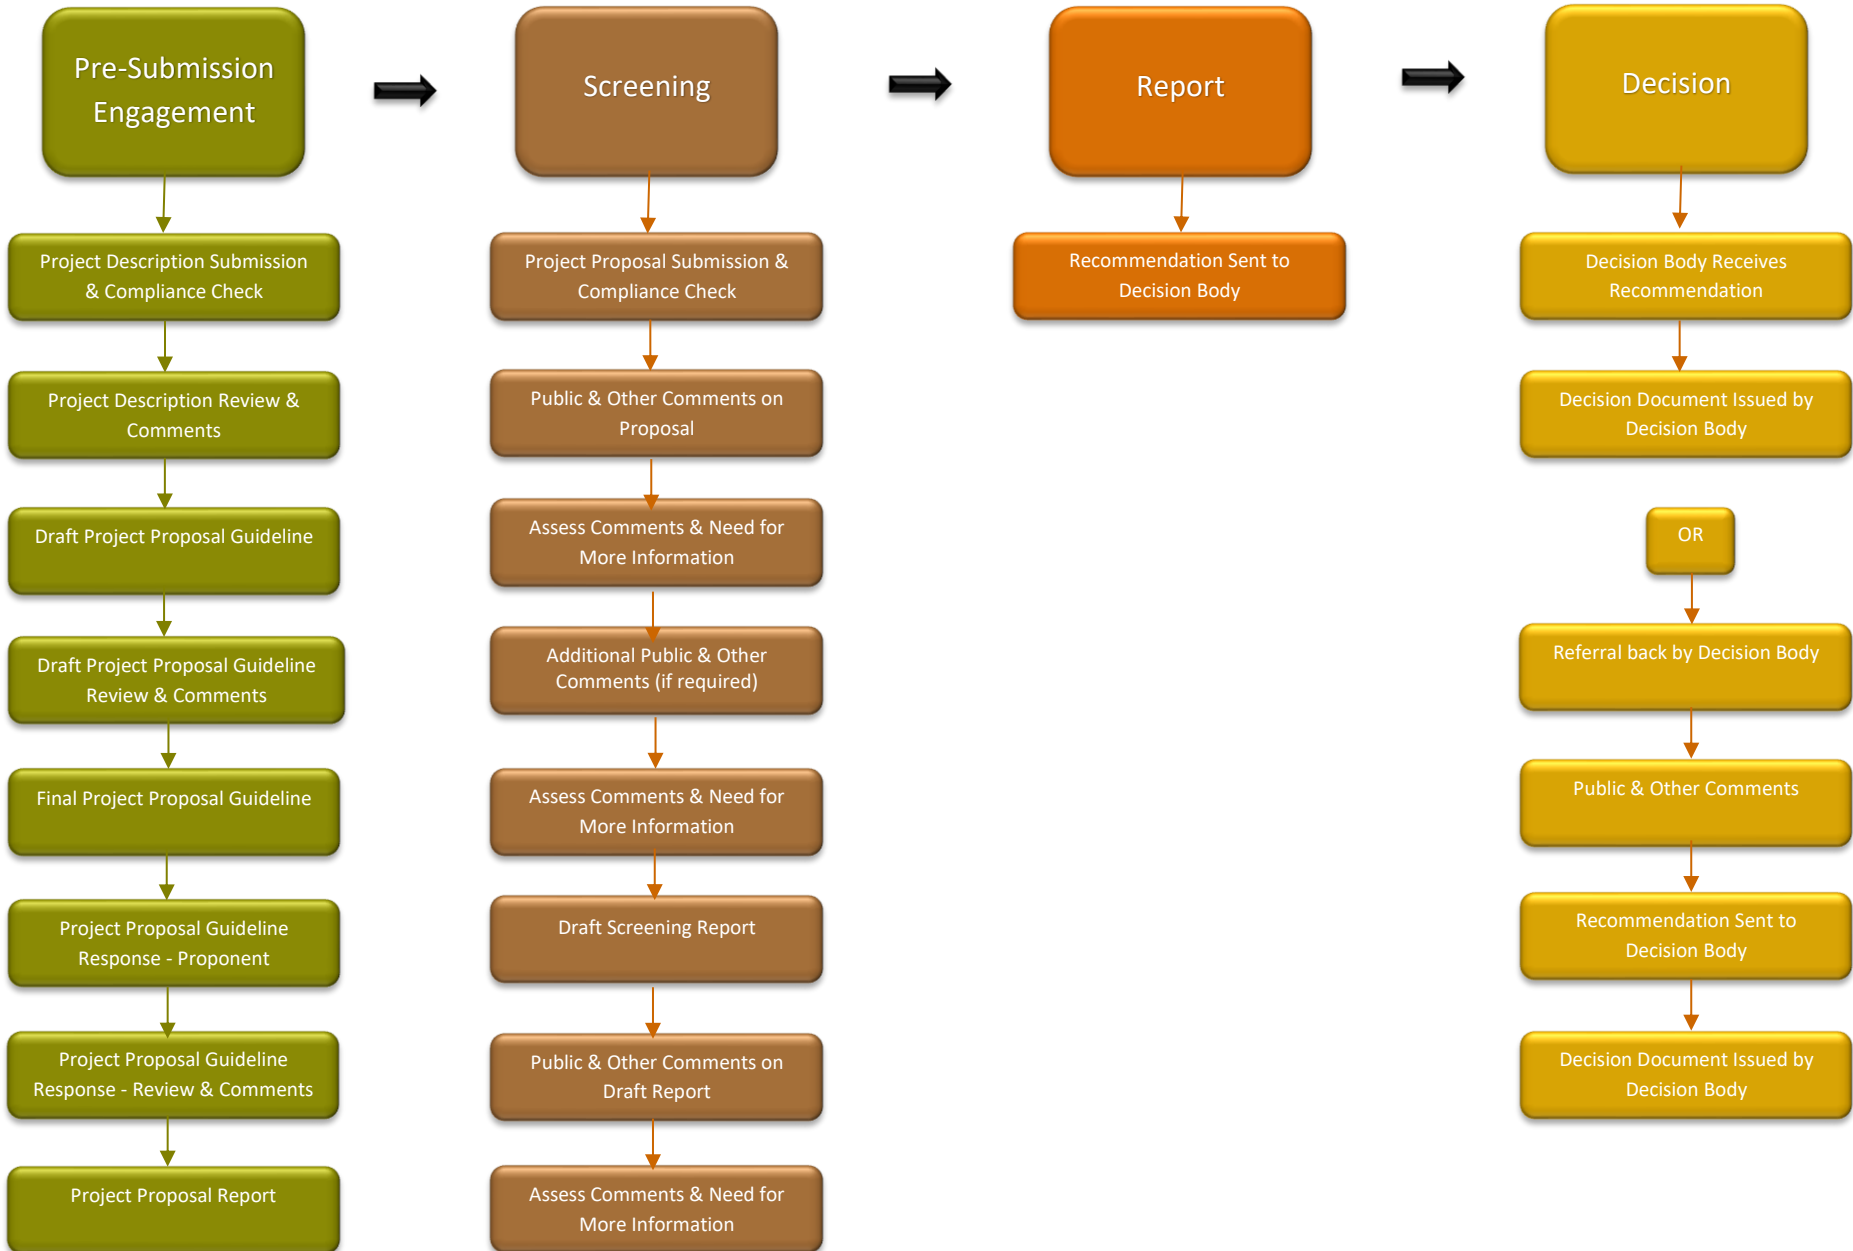 Pre-Submission
Engagement
Project Description Submission
& Compliance Check
Project Description Review &
Comments
Draft Project Proposal Guideline
Draft Project Proposal Guideline
Review & Comments
Final Project Proposal Guideline
Project Proposal Guideline
Response - Proponent
Project Proposal Guideline
Response - Review & Comments
Project Proposal Report
Screening
Project Proposal Submission &
Compliance Check
Public & Other Comments on
Proposal
Assess Comments & Need for
More Information
Additional Public & Other
Comments (if required)
Assess Comments & Need for
More Information
Draft Screening Report
Public & Other Comments on
Draft Report
Assess Comments & Need for
More Information
Report
Recommendation Sent to
Decision Body
Decision
Decision Body Receives
Recommendation
Decision Document Issued by
Decision Body
OR
Referral back by Decision Body
Public & Other Comments
Recommendation Sent to
Decision Body
Decision Document Issued by
Decision Body